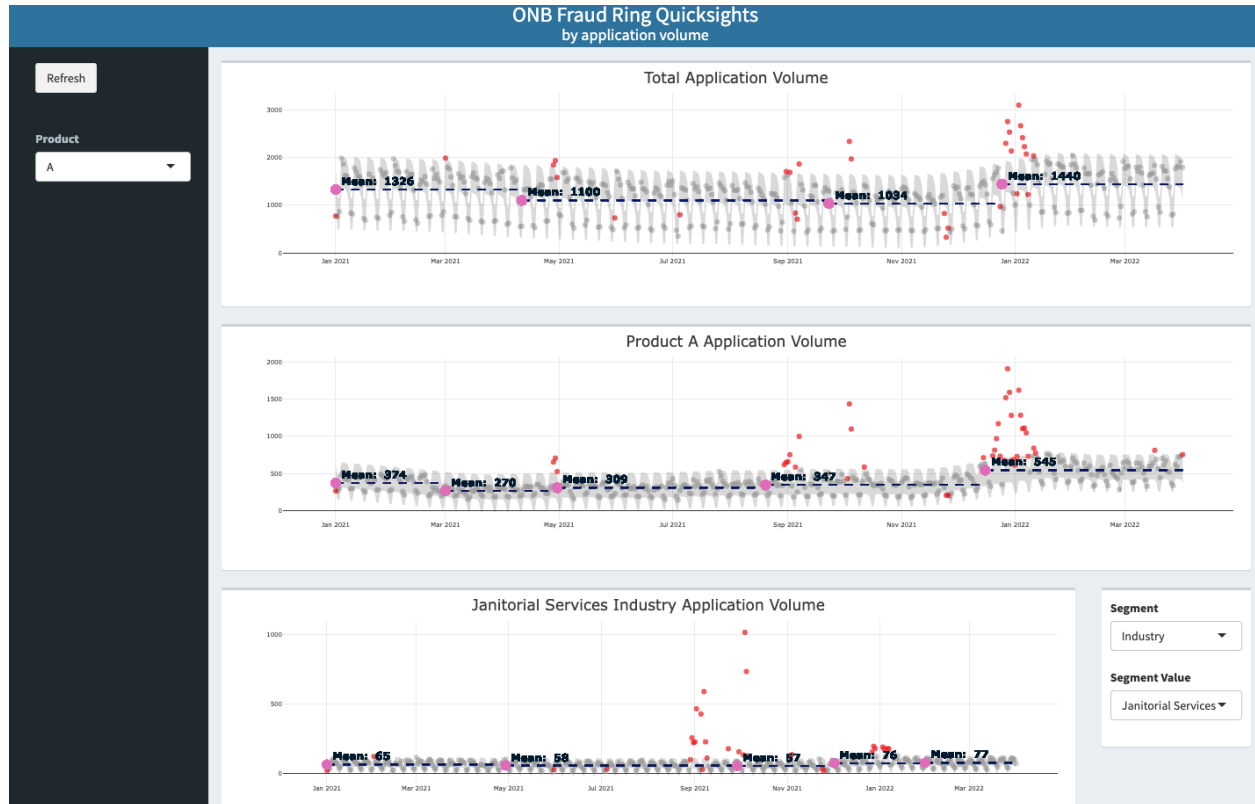 ONB Fraud Ring Quicksights
by application volume
Refresh
Product
A
Total Application Volume
3000
2000
1000
0
Mean: 1326
Mean: 1100
Mean: 1034
Mean: 1440
Jan 2021
Mar 2021
May 2021
Jul 2021
Sep 2021
Nov 2021
Jan 2022
Mar 2022
Product A Application Volume
2000
1500
1000
500
0
Mean: 374
Mean: 270
Mean: 309
Mean: 347
Mean: 545
Jan 2021
Mar 2021
May 2021
Jul 2021
Sep 2021
Nov 2021
Jan 2022
Mar 2022
Janitorial Services Industry Application Volume
1000
500
0
Mean: 65
Mean: 58
Mean: 57
Mean: 76
Mean: 77
Jan 2021
Mar 2021
May 2021
Jul 2021
Sep 2021
Nov 2021
Jan 2022
Mar 2022
Segment
Industry
Segment Value
Janitorial Services